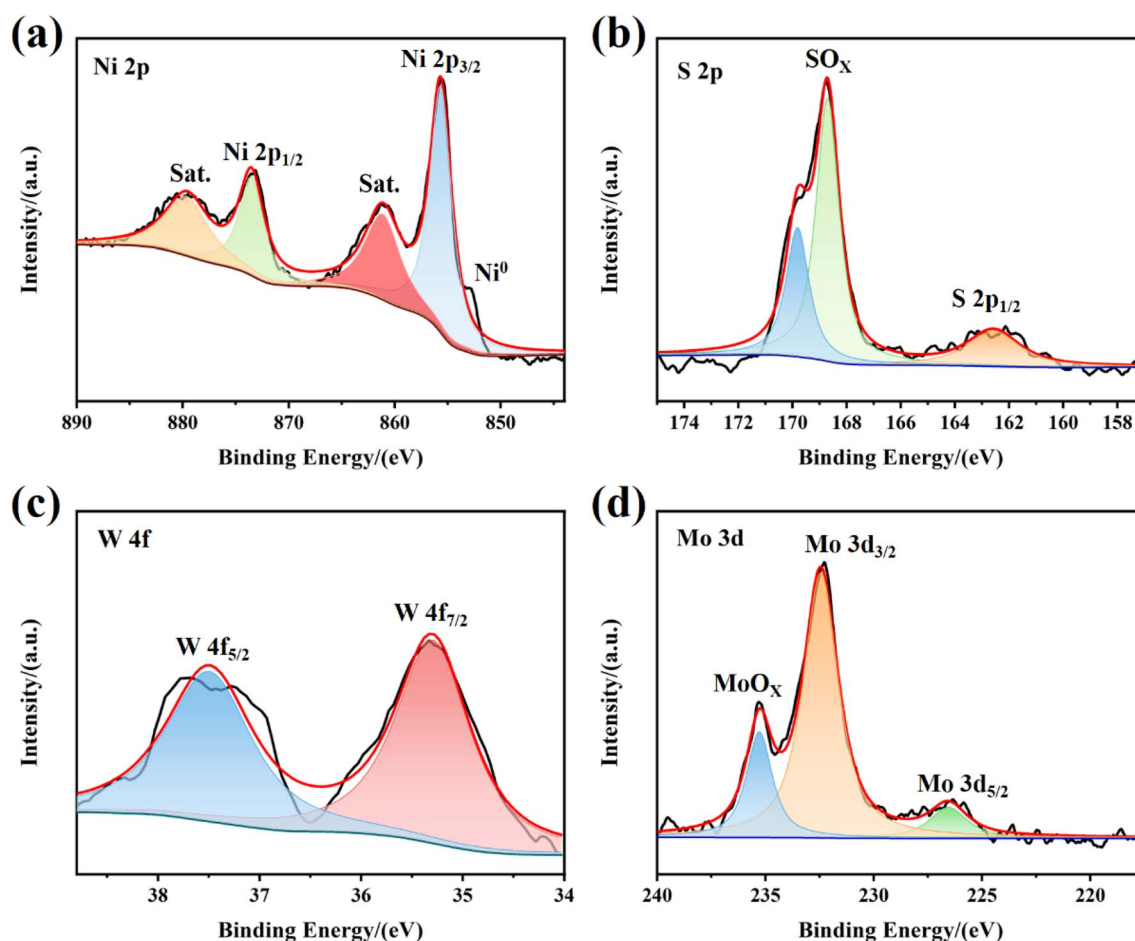 (a)
Ni 2p
Ni 2p3/2
Ni 2p1/2
Sat.
Sat.
Ni0
Intensity/(a.u.)
890 880 870 860 850
Binding Energy/(eV)
(b)
S 2p
SOX
S 2p1/2
Intensity/(a.u.)
174 172 170 168 166 164 162 160 158
Binding Energy/(eV)
(c)
W 4f
W 4f7/2
W 4f5/2
Intensity/(a.u.)
38 37 36 35 34
Binding Energy/(eV)
(d)
Mo 3d
Mo 3d3/2
MoOX
Mo 3d5/2
Intensity/(a.u.)
240 235 230 225 220
Binding Energy/(eV)